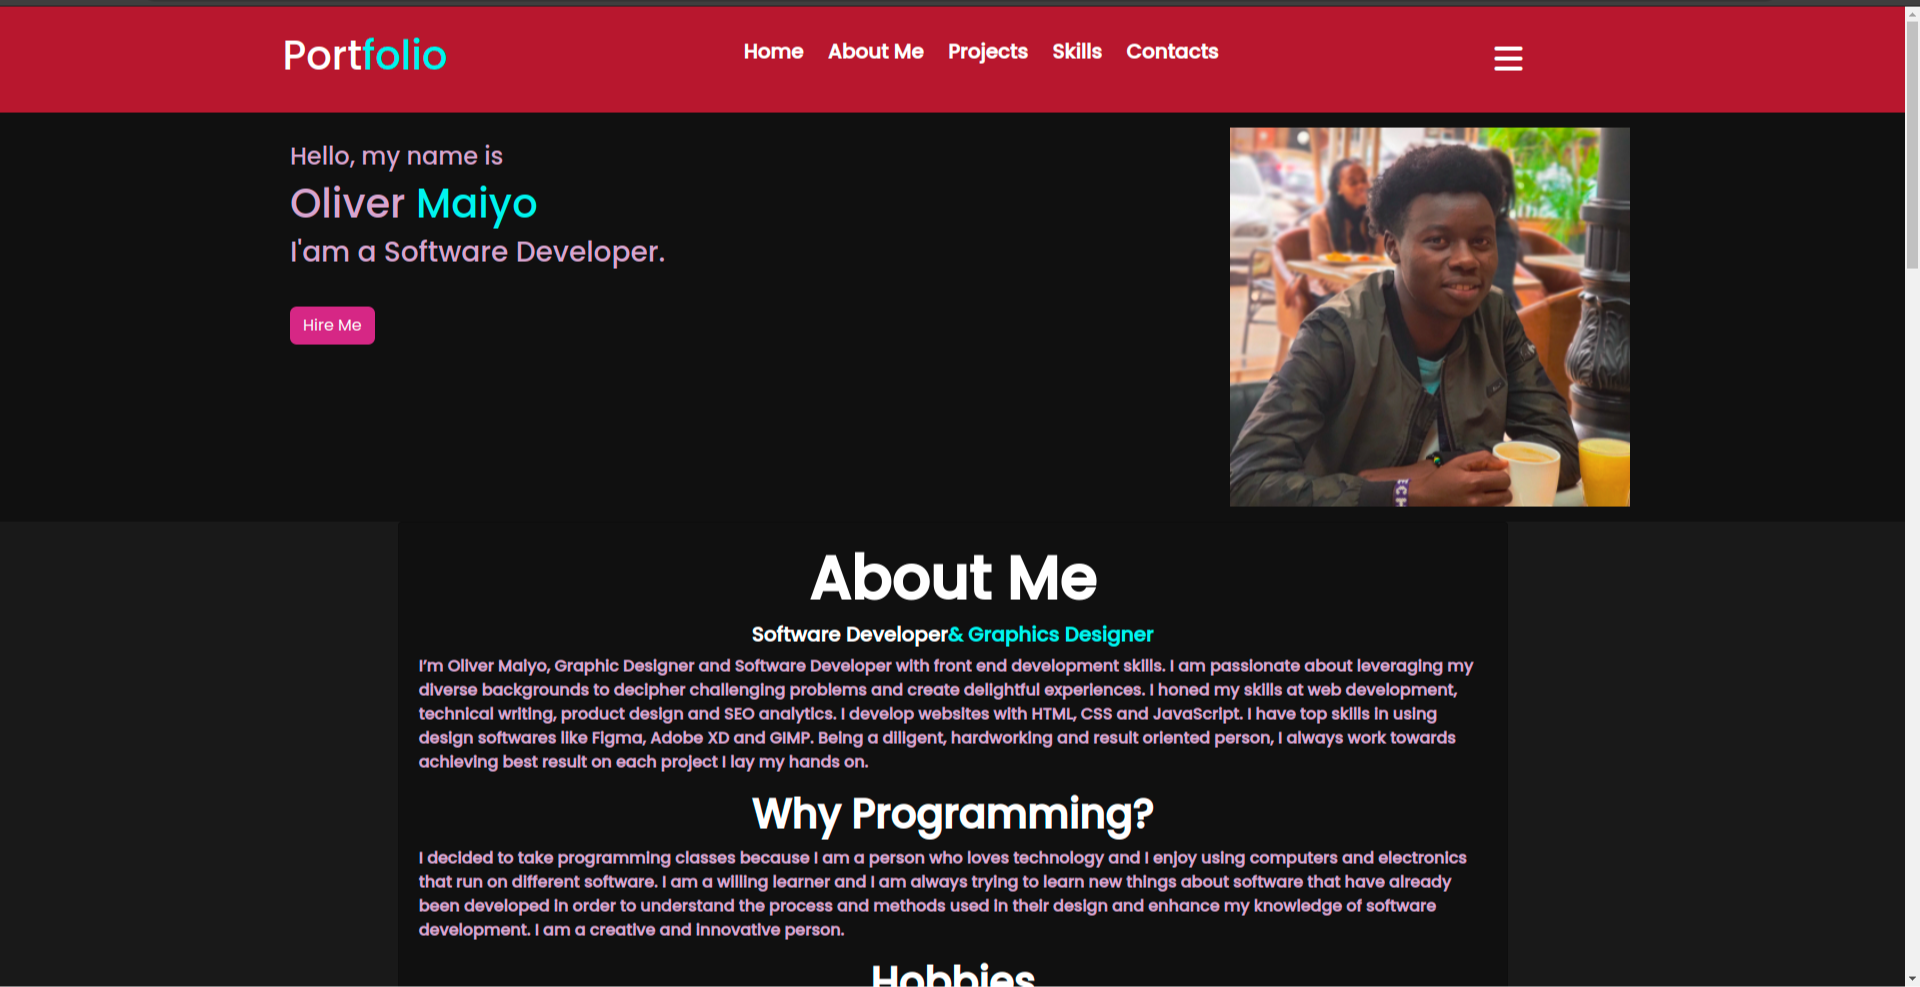 Portfolio
Home About Me Projects Skills Contacts
Hello, my name is
Oliver Maiyo
I'am a Software Developer.
Hire Me
ECH
About Me
Software Developer& Graphics Designer
I'm Oliver Maiyo, Graphic Designer and Software Developer with front end development skills. I am passionate about leveraging my
diverse backgrounds to decipher challenging problems and create delightful experiences. I honed my skills at web development,
technical writing, product design and SEO analytics. I develop websites with HTML, CSS and JavaScript. I have top skills in using
design softwares like Figma, Adobe XD and GIMP. Being a diligent, hardworking and result oriented person, I always work towards
achieving best result on each project I lay my hands on.
Why Programming?
I decided to take programming classes because I am a person who loves technology and I enjoy using computers and electronics
that run on different software. I am a willing learner and I am always trying to learn new things about software that have already
been developed in order to understand the process and methods used in their design and enhance my knowledge of software
development. I am a creative and innovative person.
Hobbies